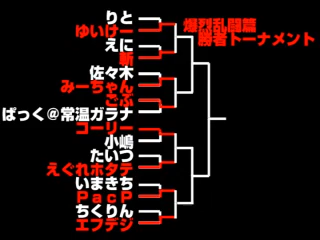 爆烈乱闘篇
勝者トーナメント
りと
ゆいけー
えに
斬
佐々木
みーちゃん
ごぶ
ぱっく@常温ガラナ
コーリー
小嶋
たいつ
えぐれホタテ
いまきち
PacP
ちくりん
エフデジ